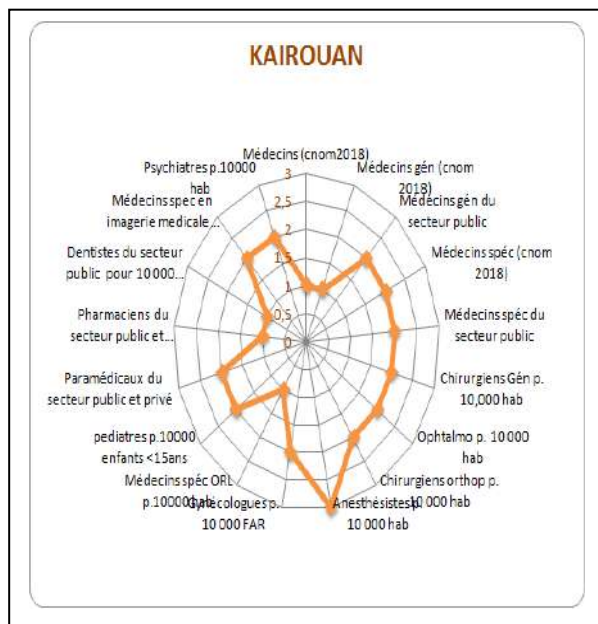 KAIROUAN
Médecins (cnom2018)
Médecins gén (cnom
2018)
Médecins gén du
secteur public
Médecins spéc (cnom
2018)
Médecins spéc du
secteur public
Chirurgiens Gén p.
10,000 hab
Ophtalmo p. 10 000
hab
Chirurgiens orthop p.
10 000 hab
Anesthésistes p.
10 000 hab
Gynécologues p.
10 000 FAR
Médecins spéc ORL
p.10000 hab
pediatres p.10000
enfants <15ans
Paramédicaux du
secteur public et privé
Pharmaciens du
secteur public et...
Dentistes du secteur
public pour 10 000...
Médecins spec en
imagerie medicale...
Psychiatres p.10000
hab
3
2,5
2
1,5
1
0,5
0